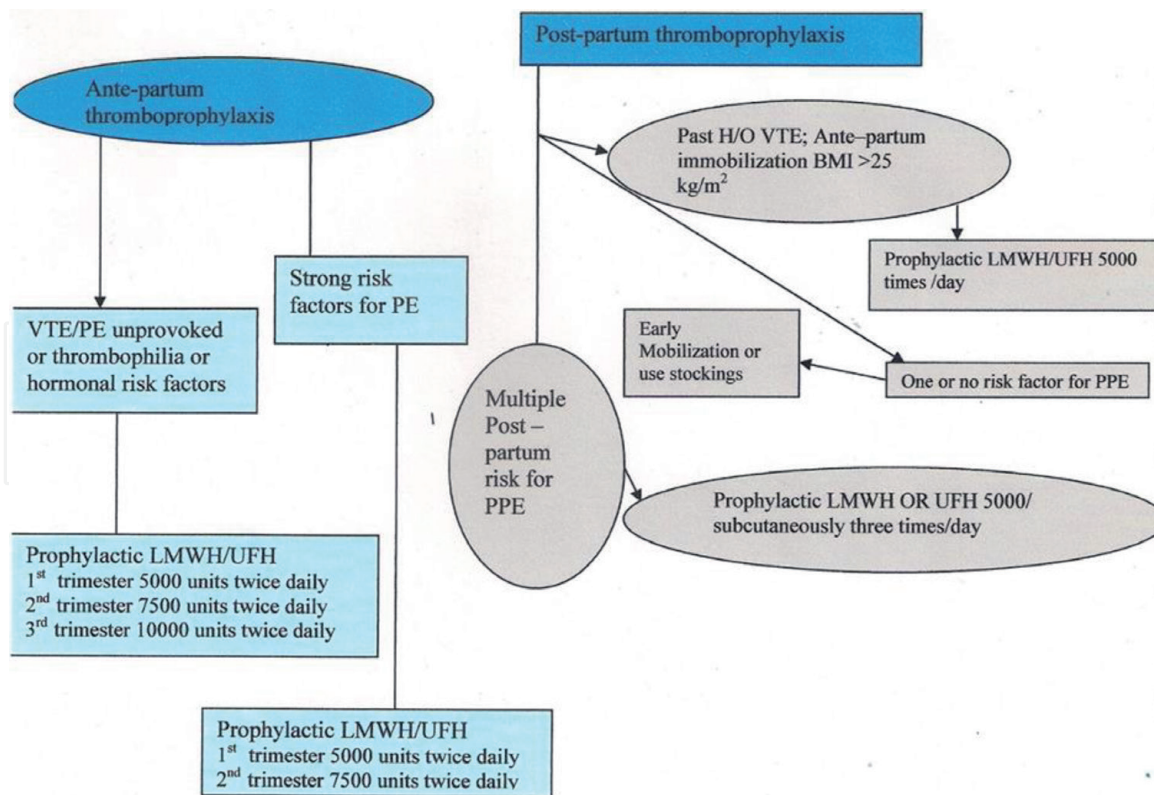 Ante-partum
thromboprophylaxis
VTE/PE unprovoked
or thrombophilia or
hormonal risk factors
Strong risk
factors for PE
Prophylactic LMWH/UFH
1st trimester 5000 units twice daily
2nd trimester 7500 units twice daily
3rd trimester 10000 units twice daily
Prophylactic LMWH/UFH
1st trimester 5000 units twice daily
2nd trimester 7500 units twice daily
Post-partum thromboprophylaxis
Past H/O VTE; Ante–partum
immobilization BMI >25
kg/m2
Prophylactic LMWH/UFH 5000
times /day
Early
Mobilization or
use stockings
One or no risk factor for PPE
Multiple
Post –
partum
risk for
PPE
Prophylactic LMWH OR UFH 5000/
subcutaneously three times/day